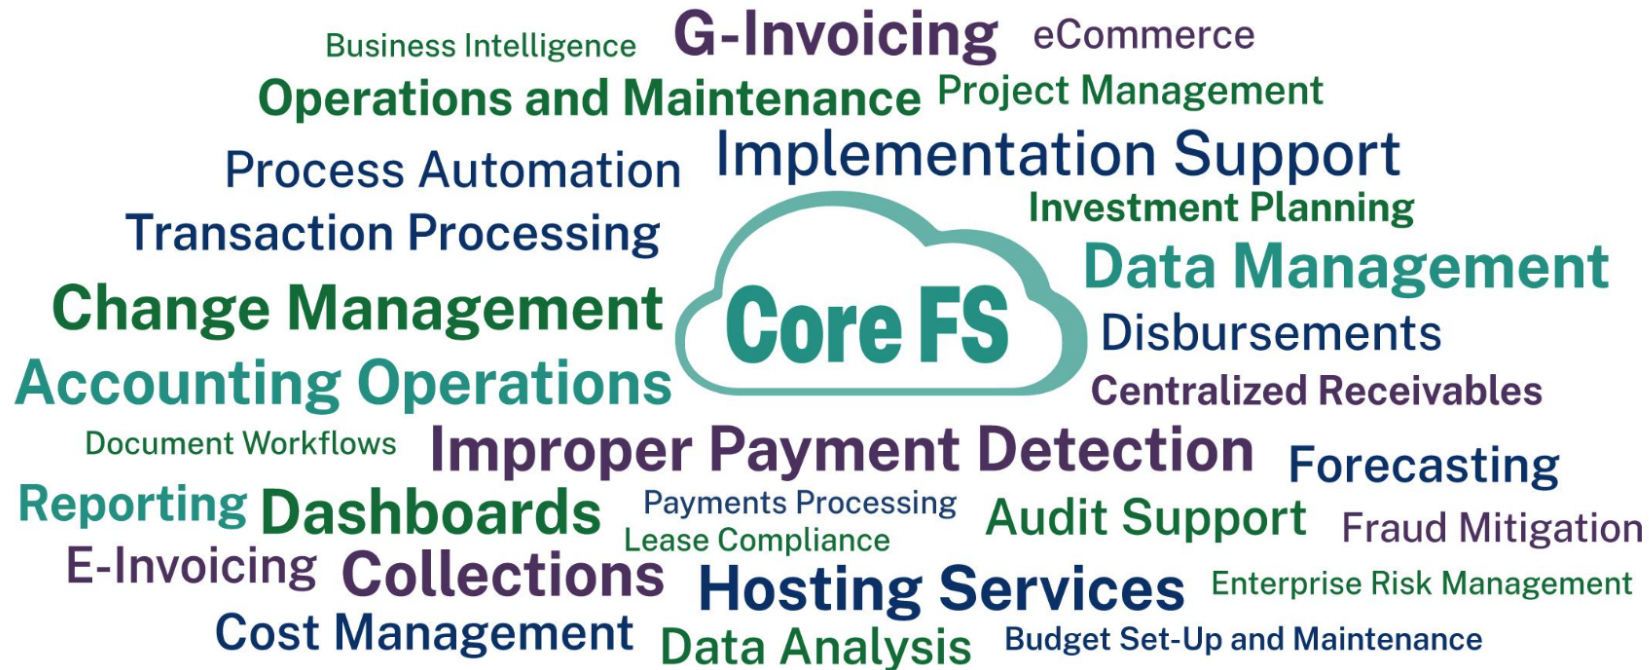 Business Intelligence G-Invoicing eCommerce
Operations and Maintenance Project Management
Process Automation Implementation Support
Transaction Processing Investment Planning
Data Management
Change Management Core FS Disbursements
Accounting Operations Centralized Receivables
Document Workflows Improper Payment Detection Forecasting
Reporting Dashboards Payments Processing Audit Support Fraud Mitigation
Lease Compliance
E-Invoicing Collections Hosting Services Enterprise Risk Management
Cost Management Data Analysis Budget Set-Up and Maintenance